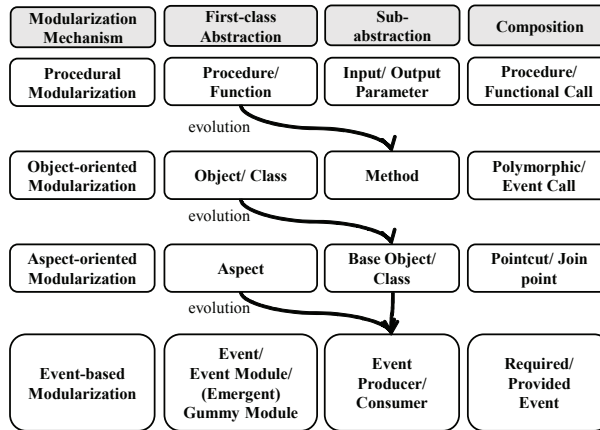 Modularization
Mechanism
First-class
Abstraction
Sub-
abstraction
Composition
Procedural
Modularization
Procedure/
Function
Input/ Output
Parameter
Procedure/
Functional Call
evolution
Object-oriented
Modularization
Object/ Class
Method
Polymorphic/
Event Call
evolution
Aspect-oriented
Modularization
Aspect
Base Object/
Class
Pointcut/ Join
point
evolution
Event-based
Modularization
Event/
Event Module/
(Emergent)
Gummy Module
Event
Producer/
Consumer
Required/
Provided
Event